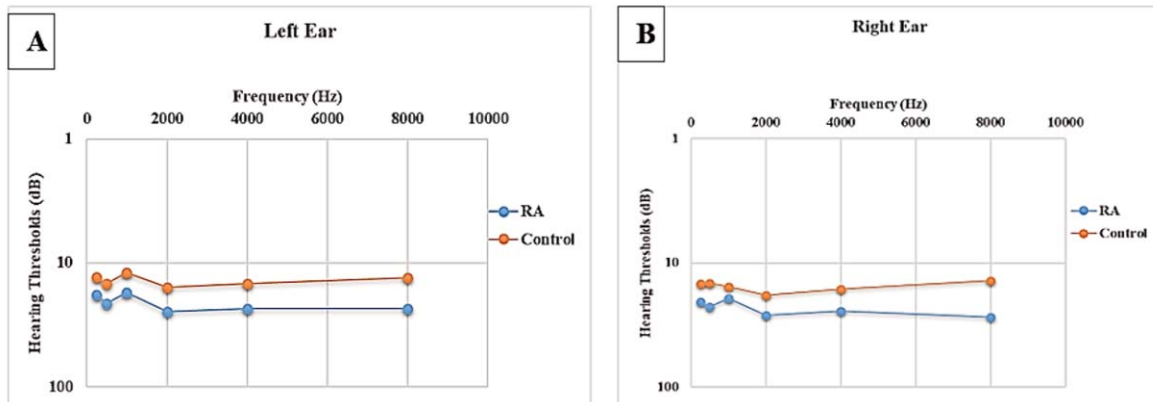 A
Left Ear
Frequency (Hz)
0 2000 4000 6000 8000 10000
1
10
100
Hearing Thresholds (dB)
RA
Control
B
Right Ear
Frequency (Hz)
0 2000 4000 6000 8000 10000
1
10
100
Hearing Thresholds (dB)
RA
Control